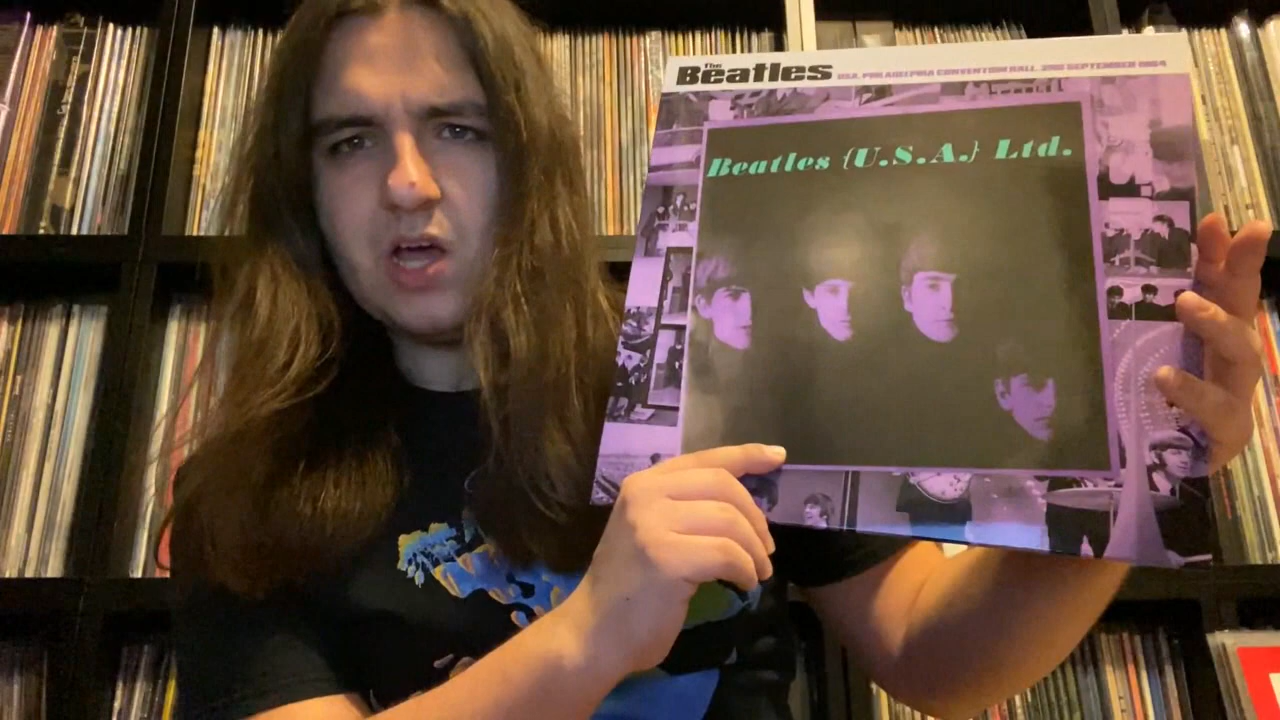 The
Beatles USA, PHILADELPHIA CONVENTION HALL, 2ND SEPTEMBER 1964
Beatles {U.S.A.} Ltd.